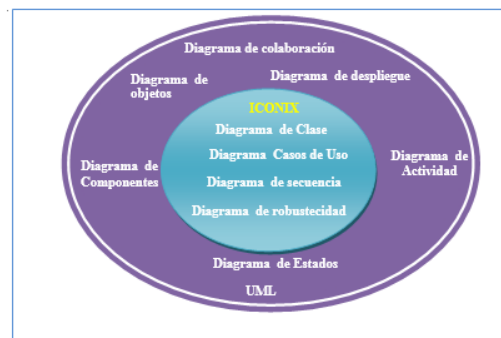 Diagrama de colaboración
Diagrama de
objetos
Diagrama de despliegue
ICONIX
Diagrama de Clase
Diagrama Casos de Uso
Diagrama de
Componentes
Diagrama de
Actividad
Diagrama de secuencia
Diagrama de robustecidad
Diagrama de Estados
UML